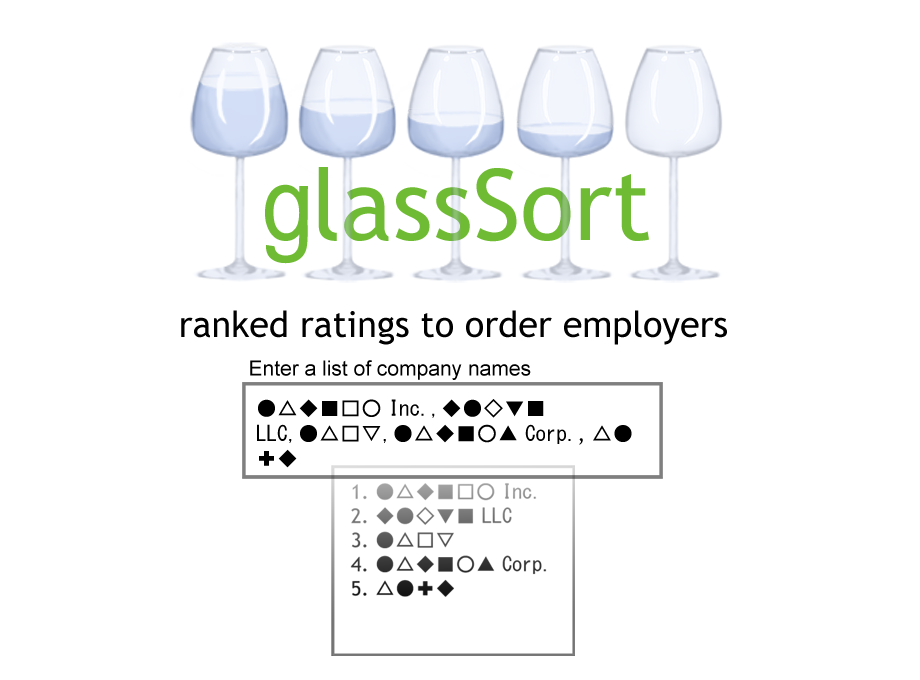 glassSort
ranked ratings to order employers
Enter a list of company names
●△◆■□○ Inc., ◆●◇▼■
LLC, ●△□▽, ●△◆■○▲ Corp., △●
✚◆
1. ●△◆■□○ Inc.
2. ◆●◇▼■ LLC
3. ●△□▽
4. ●△◆■○▲ Corp.
5. △●✚◆